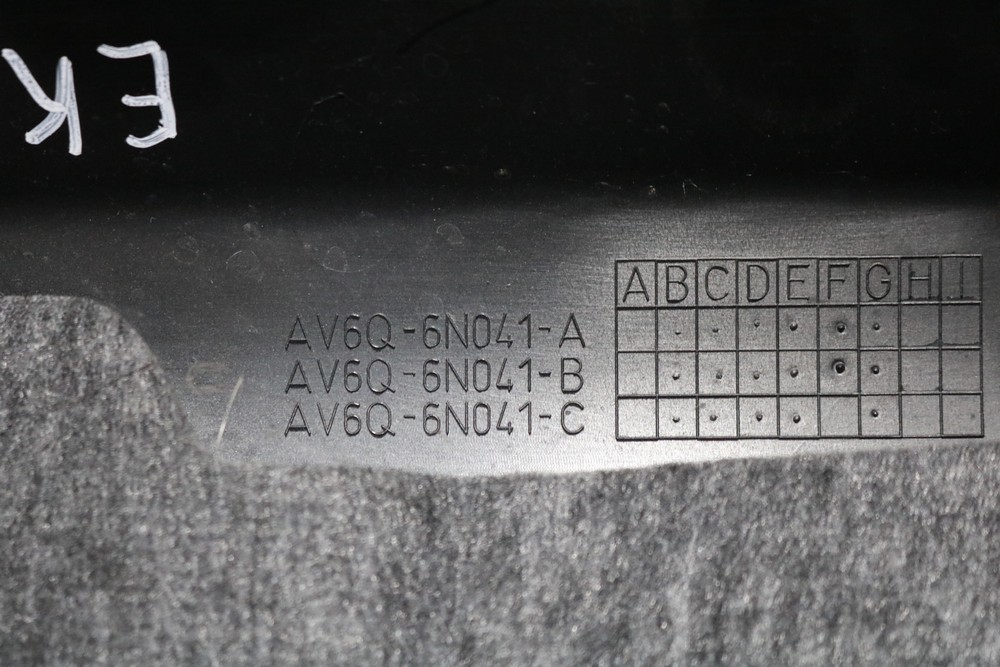 EK
A B C D E F G H I
AV6Q-6N041-A
AV6Q-6N041-B
AV6Q-6N041-C